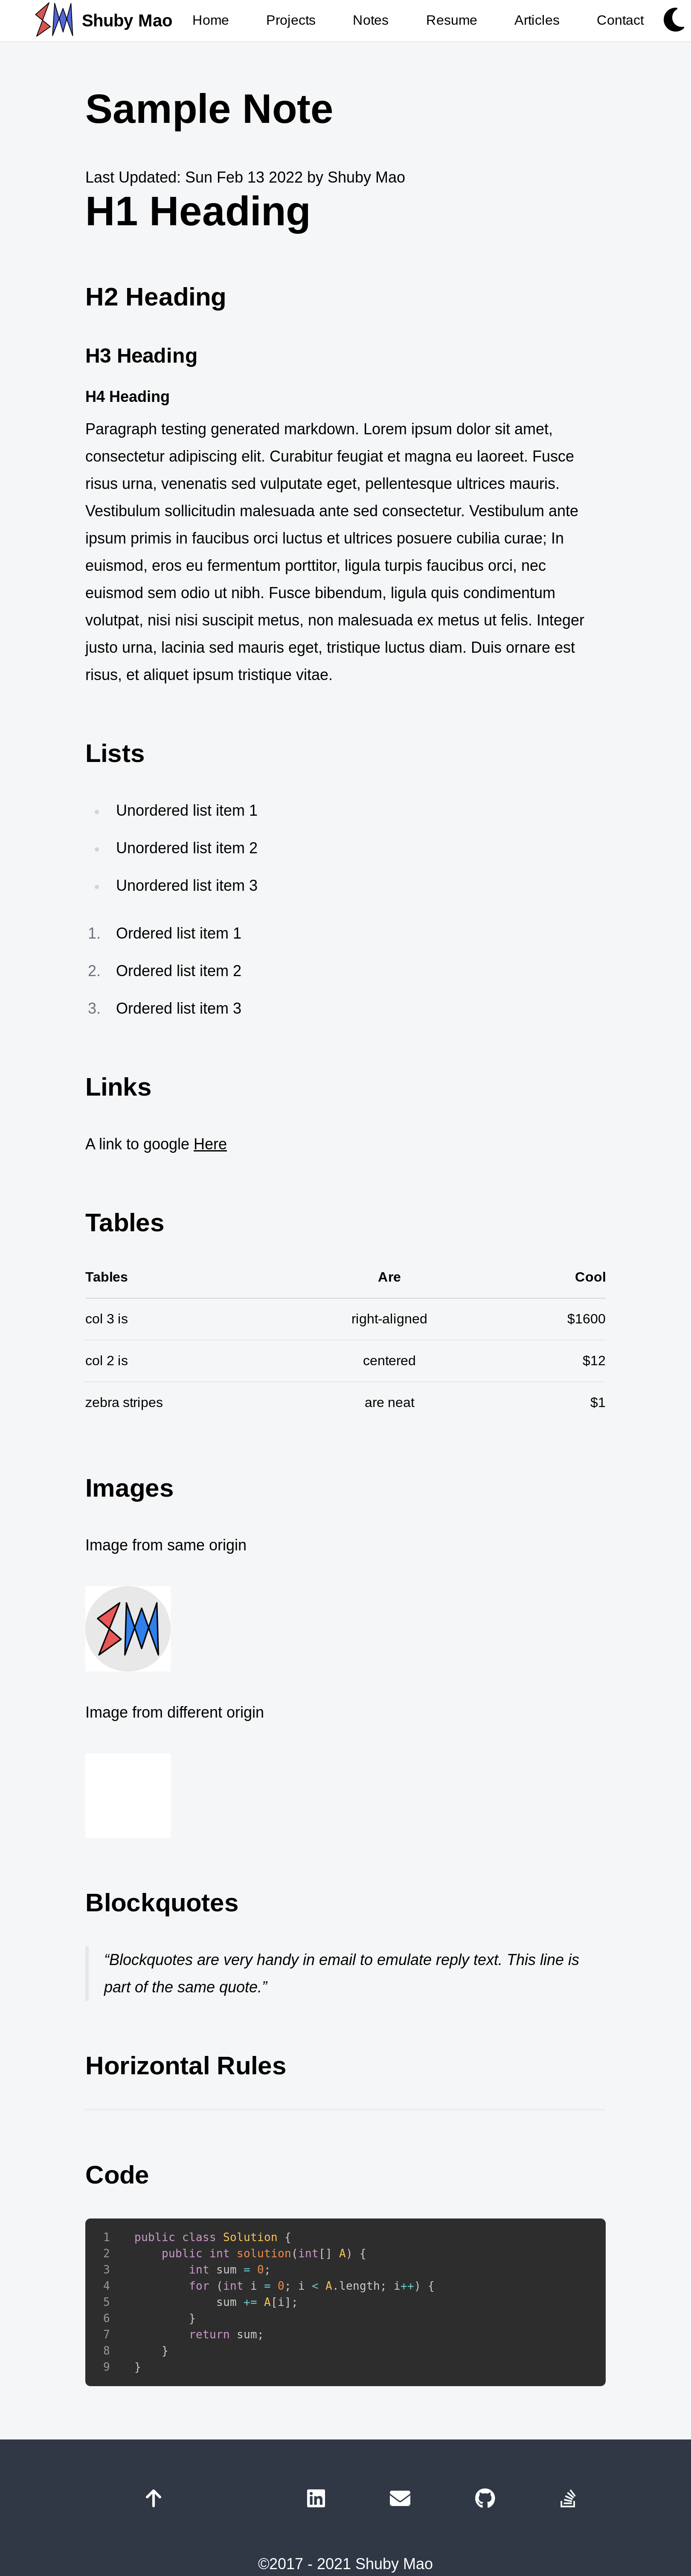 Shuby Mao Home Projects Notes Resume Articles Contact
Sample Note
Last Updated: Sun Feb 13 2022 by Shuby Mao
H1 Heading
H2 Heading
H3 Heading
H4 Heading
Paragraph testing generated markdown. Lorem ipsum dolor sit amet,
consectetur adipiscing elit. Curabitur feugiat et magna eu laoreet. Fusce
risus urna, venenatis sed vulputate eget, pellentesque ultrices mauris.
Vestibulum sollicitudin malesuada ante sed consectetur. Vestibulum ante
ipsum primis in faucibus orci luctus et ultrices posuere cubilia curae; In
euismod, eros eu fermentum porttitor, ligula turpis faucibus orci, nec
euismod sem odio ut nibh. Fusce bibendum, ligula quis condimentum
volutpat, nisi nisi suscipit metus, non malesuada ex metus ut felis. Integer
justo urna, lacinia sed mauris eget, tristique luctus diam. Duis ornare est
risus, et aliquet ipsum tristique vitae.
Lists
• Unordered list item 1
• Unordered list item 2
• Unordered list item 3
1. Ordered list item 1
2. Ordered list item 2
3. Ordered list item 3
Links
A link to google Here
Tables
Tables Are Cool
col 3 is right-aligned $1600
col 2 is centered $12
zebra stripes are neat $1
Images
Image from same origin
SM
Image from different origin
Blockquotes
“Blockquotes are very handy in email to emulate reply text. This line is
part of the same quote.”
Horizontal Rules
Code
1 public class Solution {
2     public int solution(int[] A) {
3         int sum = 0;
4         for (int i = 0; i < A.length; i++) {
5             sum += A[i];
6         }
7         return sum;
8     }
9 }
©2017 - 2021 Shuby Mao